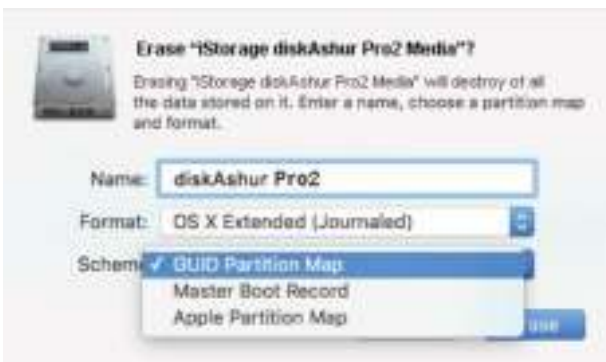 Erase "iStorage diskAshur Pro2 Media"?
Erasing "iStorage diskAshur Pro2 Media" will destroy of all
the data stored on it. Enter a name, choose a partition map
and format.
Name: diskAshur Pro2
Format: OS X Extended (Journaled)
Scheme ✓ GUID Partition Map
Master Boot Record
Apple Partition Map